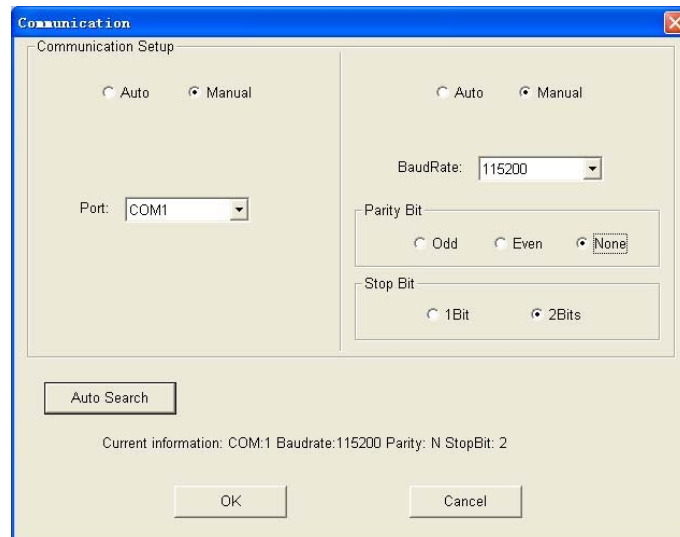 Communication
Communication Setup
Auto Manual
Auto Manual
BaudRate: 115200
Port: COM1
Parity Bit
Odd Even None
Stop Bit
1Bit 2Bits
Auto Search
Current information: COM:1 Baudrate:115200 Parity: N StopBit: 2
OK Cancel